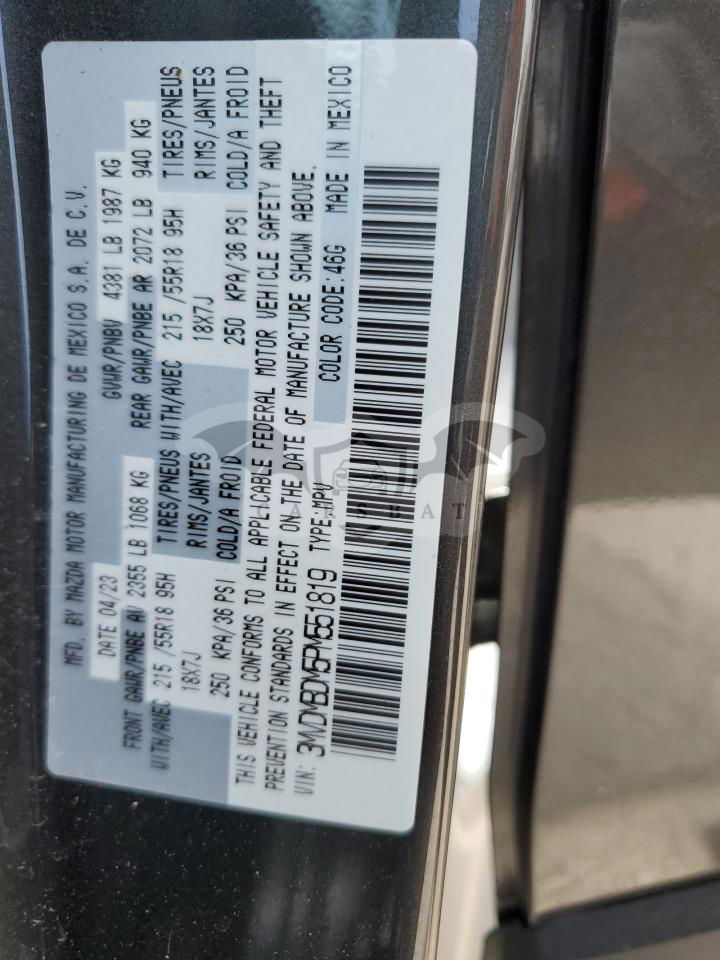 MFD. BY MAZDA MOTOR MANUFACTURING DE MEXICO S.A. DE C.V.
DATE 04/23 GVWR/PNBV 4381 LB 1987 KG
FRONT GAWR/PNBE AV 2355 LB 1068 KG REAR GAWR/PNBE AR 2072 LB 940 KG
WITH/AVEC 215 /55R18 95H TIRES/PNEUS WITH/AVEC 215 /55R18 95H TIRES/PNEUS
18X7J RIMS/JANTES 18X7J RIMS/JANTES
250 KPA/36 PSI COLD/A FROID 250 KPA/36 PSI COLD/A FROID
THIS VEHICLE CONFORMS TO ALL APPLICABLE FEDERAL MOTOR VEHICLE SAFETY AND THEFT
PREVENTION STANDARDS IN EFFECT ON THE DATE OF MANUFACTURE SHOWN ABOVE.
VIN: 3MVDMBDM5PM551819 TYPE:MPV COLOR CODE:46G MADE IN MEXICO
CARSBAT